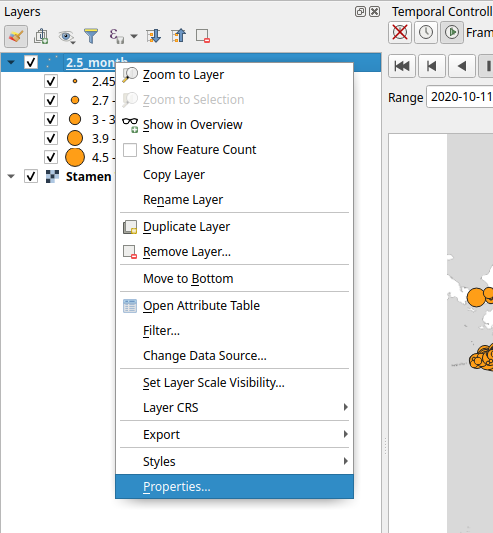 Layers
Temporal Controll
Fram
Range 2020-10-11
2.5_month
2.45
2.7 -
3 - 3
3.9 -
4.5 -
Stamen
Zoom to Layer
Zoom to Selection
Show in Overview
Show Feature Count
Copy Layer
Rename Layer
Duplicate Layer
Remove Layer...
Move to Bottom
Open Attribute Table
Filter...
Change Data Source...
Set Layer Scale Visibility...
Layer CRS
Export
Styles
Properties...